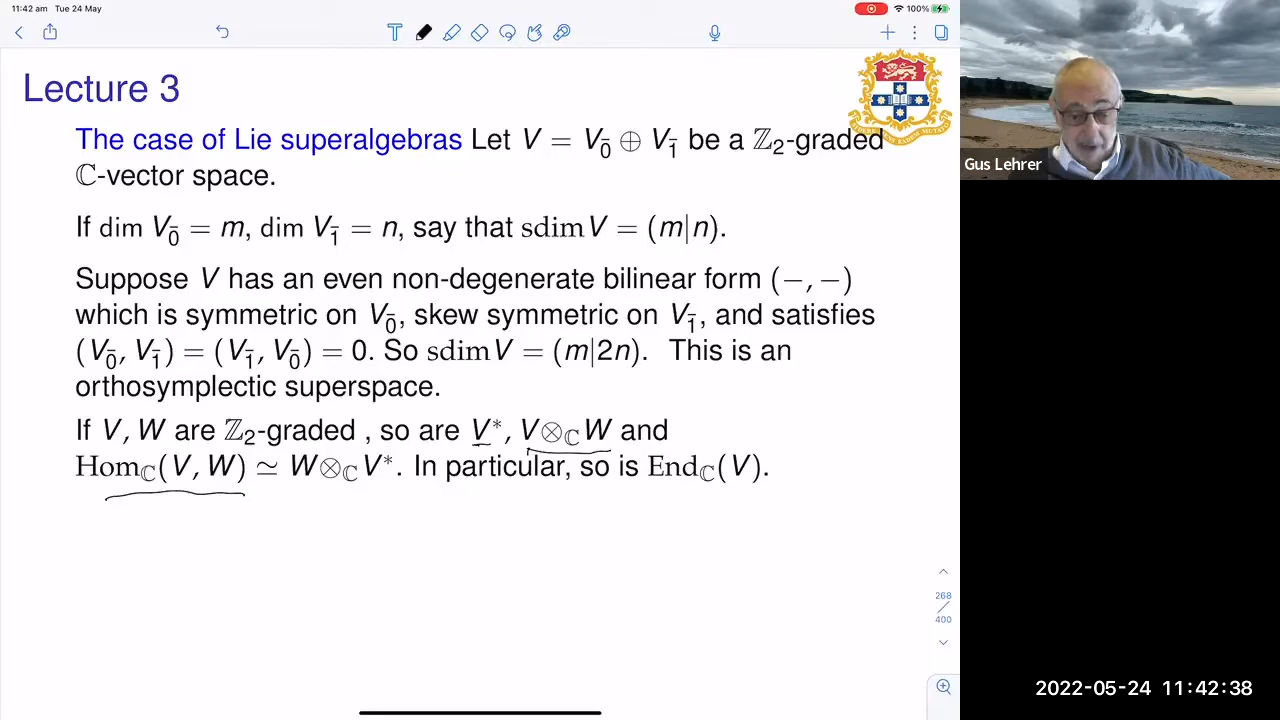 11:42 am Tue 24 May
100%
Lecture 3
The case of Lie superalgebras Let V = V_0̄ ⊕ V_1̄ be a ℤ₂-graded
ℂ-vector space.
If dim V_0̄ = m, dim V_1̄ = n, say that sdim V = (m|n).
Suppose V has an even non-degenerate bilinear form (−, −)
which is symmetric on V_0̄, skew symmetric on V_1̄, and satisfies
(V_0̄, V_1̄) = (V_1̄, V_0̄) = 0. So sdim V = (m|2n). This is an
orthosymplectic superspace.
If V, W are ℤ₂-graded , so are V*, V⊗_ℂ W and
Hom_ℂ(V, W) ≃ W⊗_ℂ V*. In particular, so is End_ℂ(V).
268
400
Gus Lehrer
2022-05-24 11:42:38